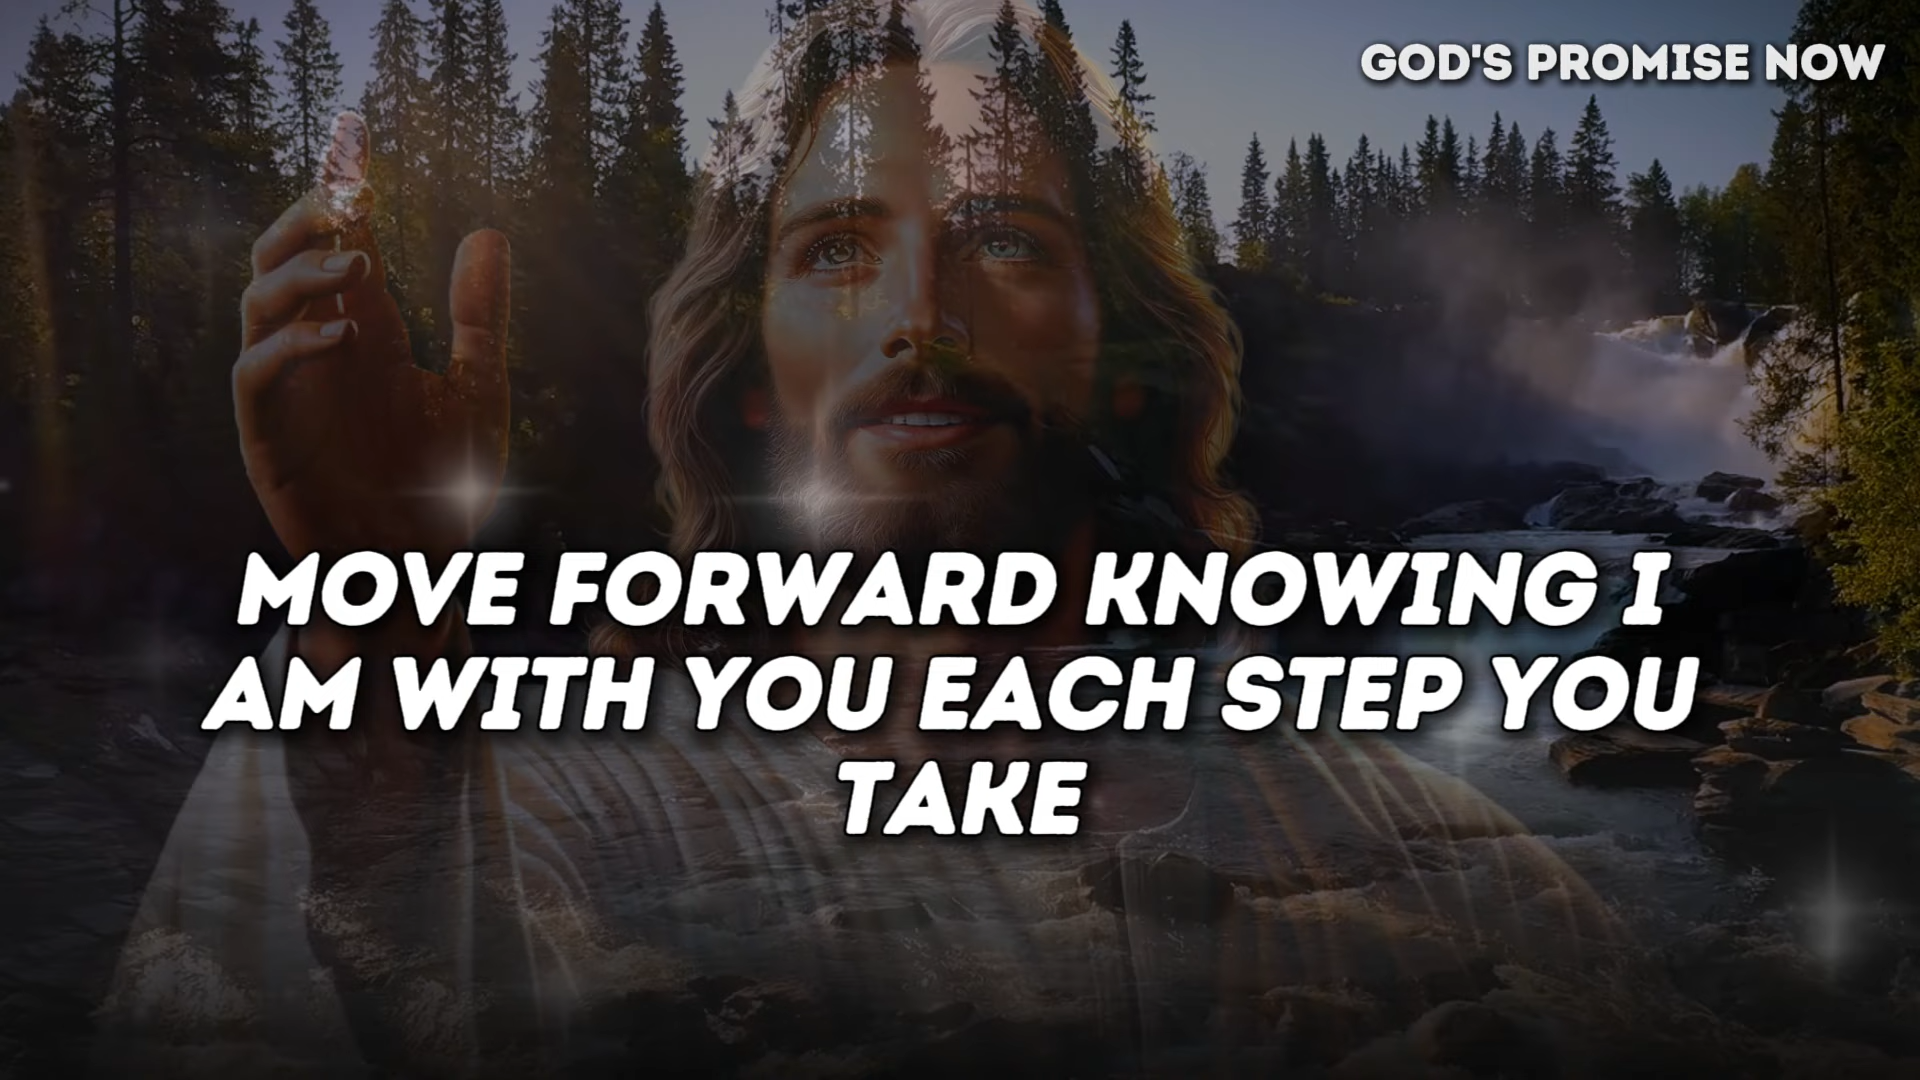 GOD'S PROMISE NOW
MOVE FORWARD KNOWING I
AM WITH YOU EACH STEP YOU
TAKE